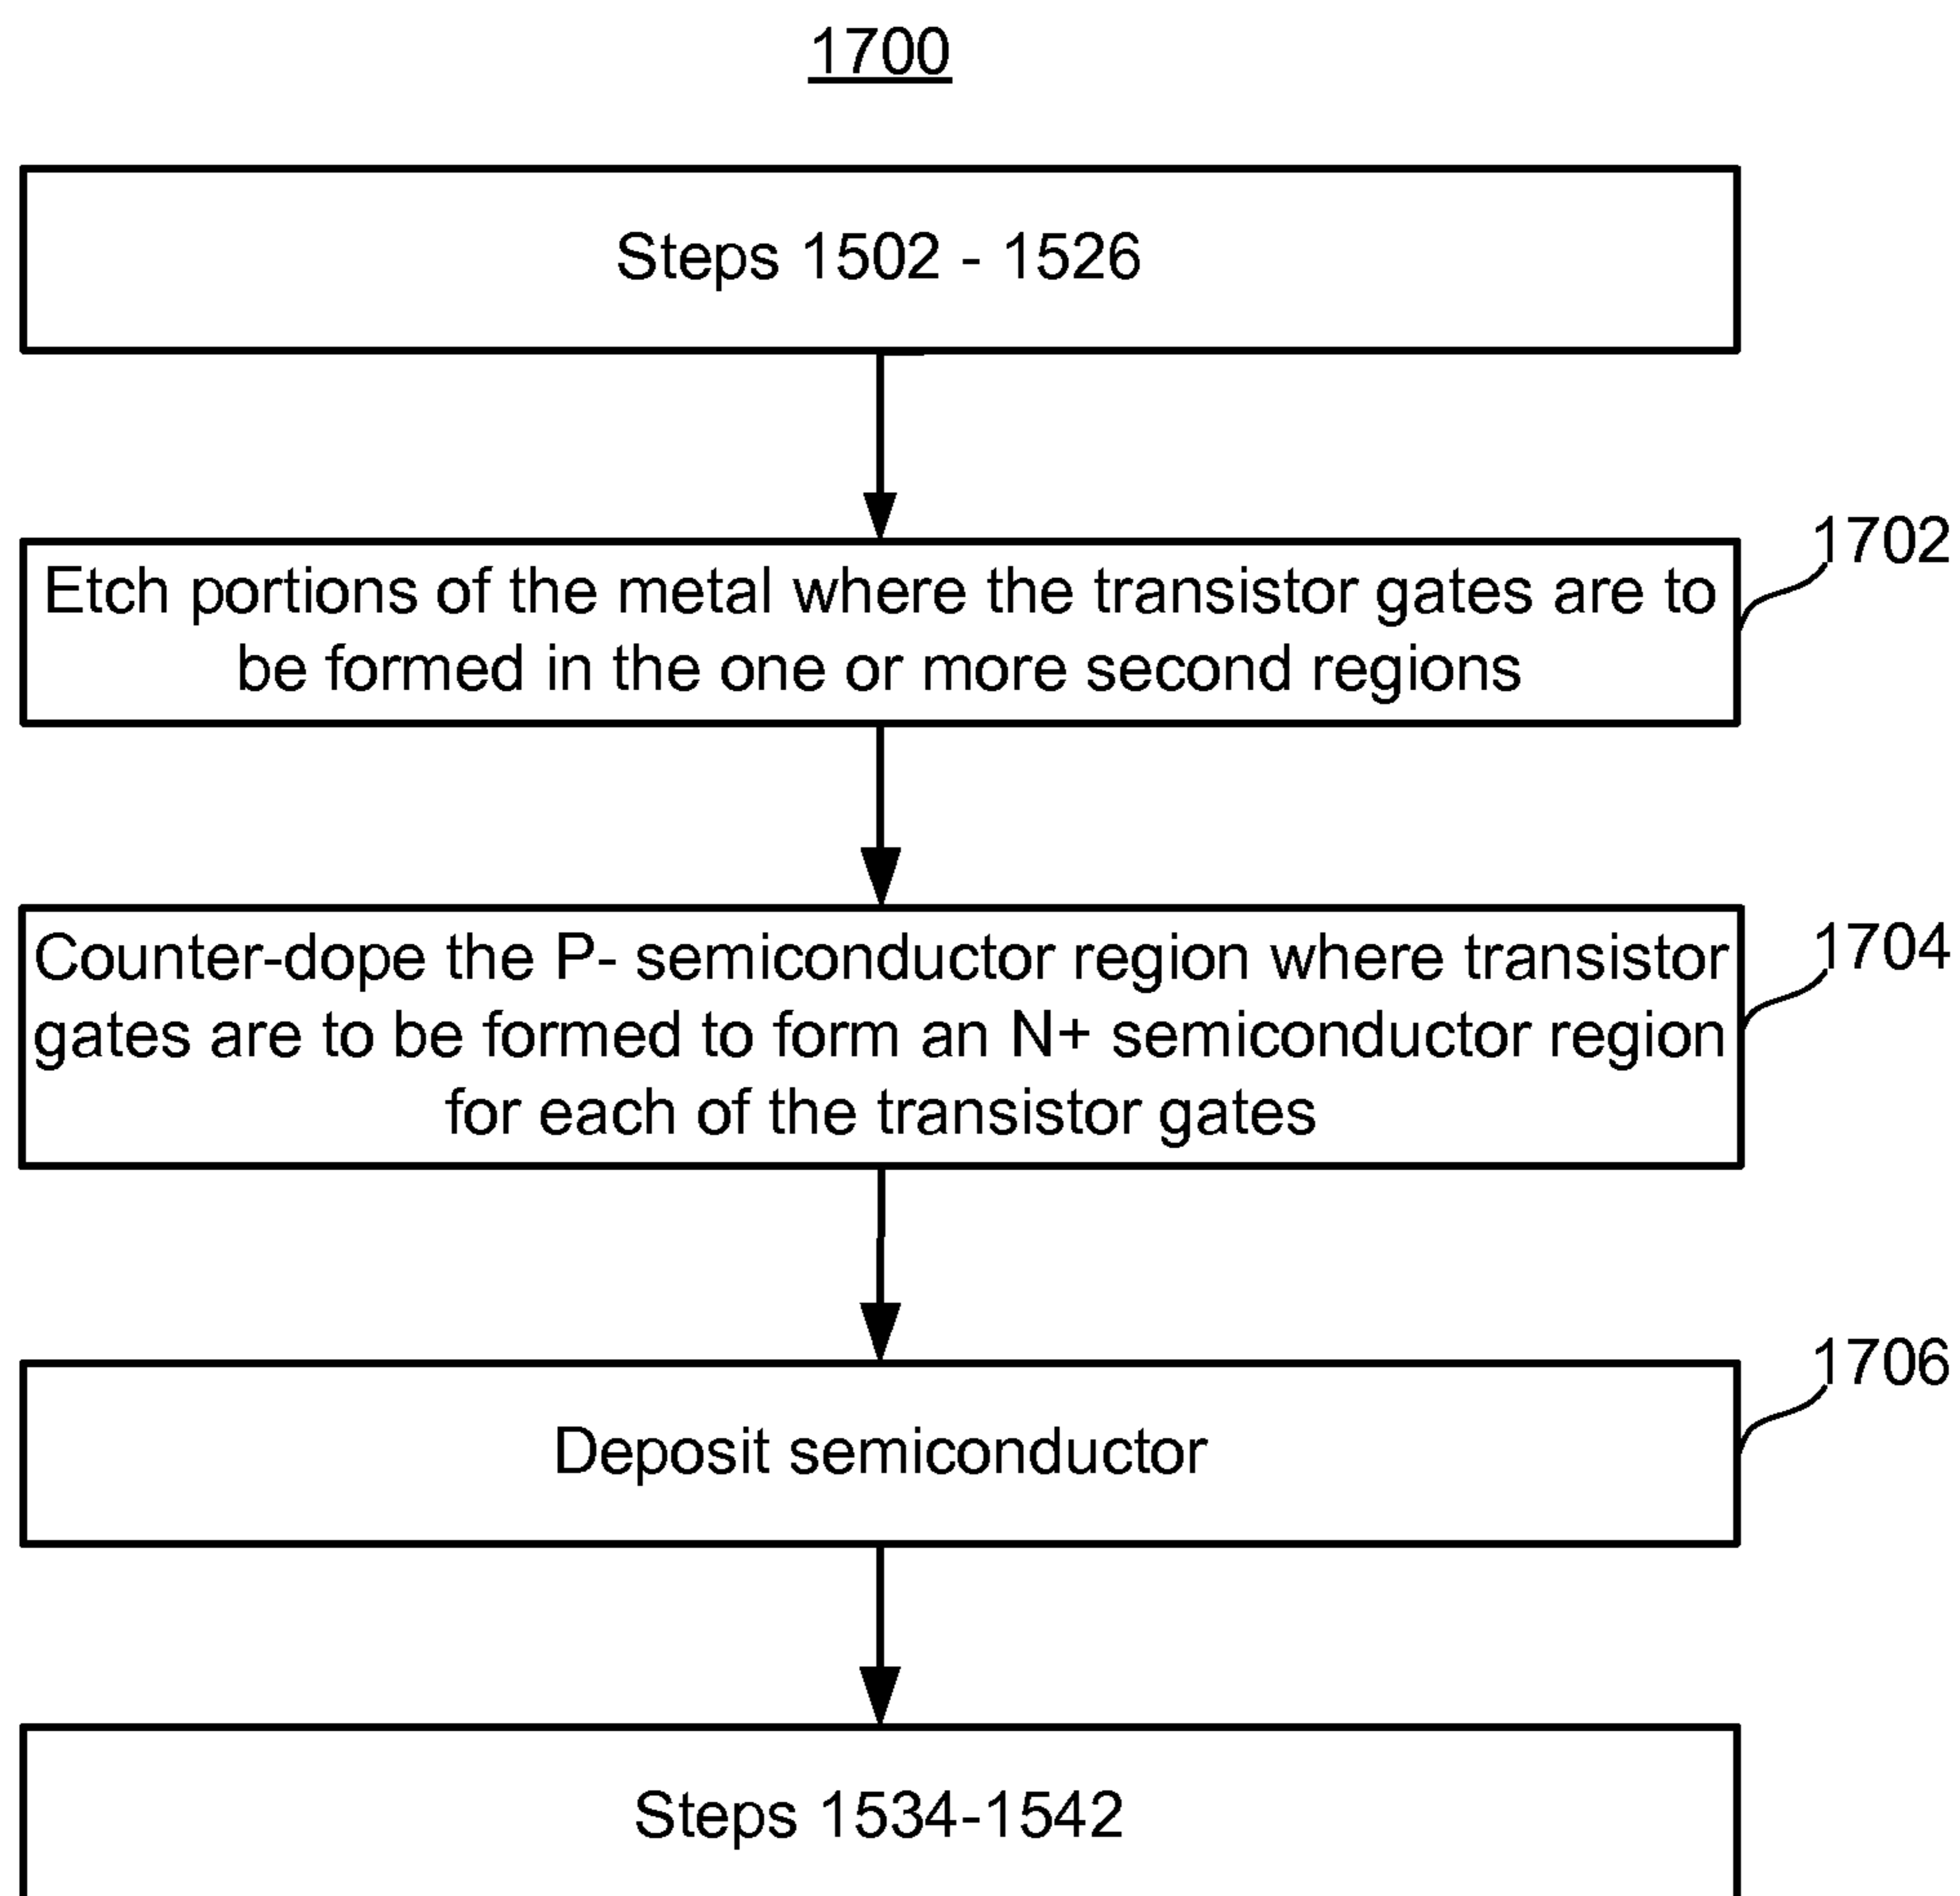 1700
Steps 1502 - 1526
1702
Etch portions of the metal where the transistor gates are to
be formed in the one or more second regions
1704
Counter-dope the P- semiconductor region where transistor
gates are to be formed to form an N+ semiconductor region
for each of the transistor gates
1706
Deposit semiconductor
Steps 1534-1542